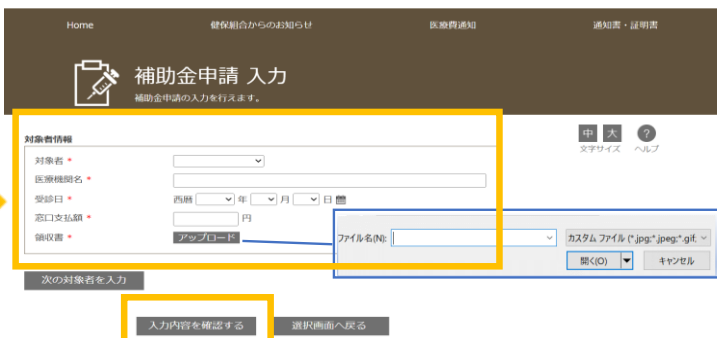 Home 健保組合からのお知らせ 医療費通知 通知書・証明書
補助金申請 入力
補助金申請の入力を行えます。
中 大 ?
文字サイズ ヘルプ
対象者情報
対象者 *
医療機関名 *
受診日 * 西暦 年 月 日
窓口支払額 * 円
領収書 * アップロード
ファイル名(N): カスタム ファイル (*.jpg;*.jpeg;*.gif;
開く(O) キャンセル
次の対象者を入力
入力内容を確認する 選択画面へ戻る